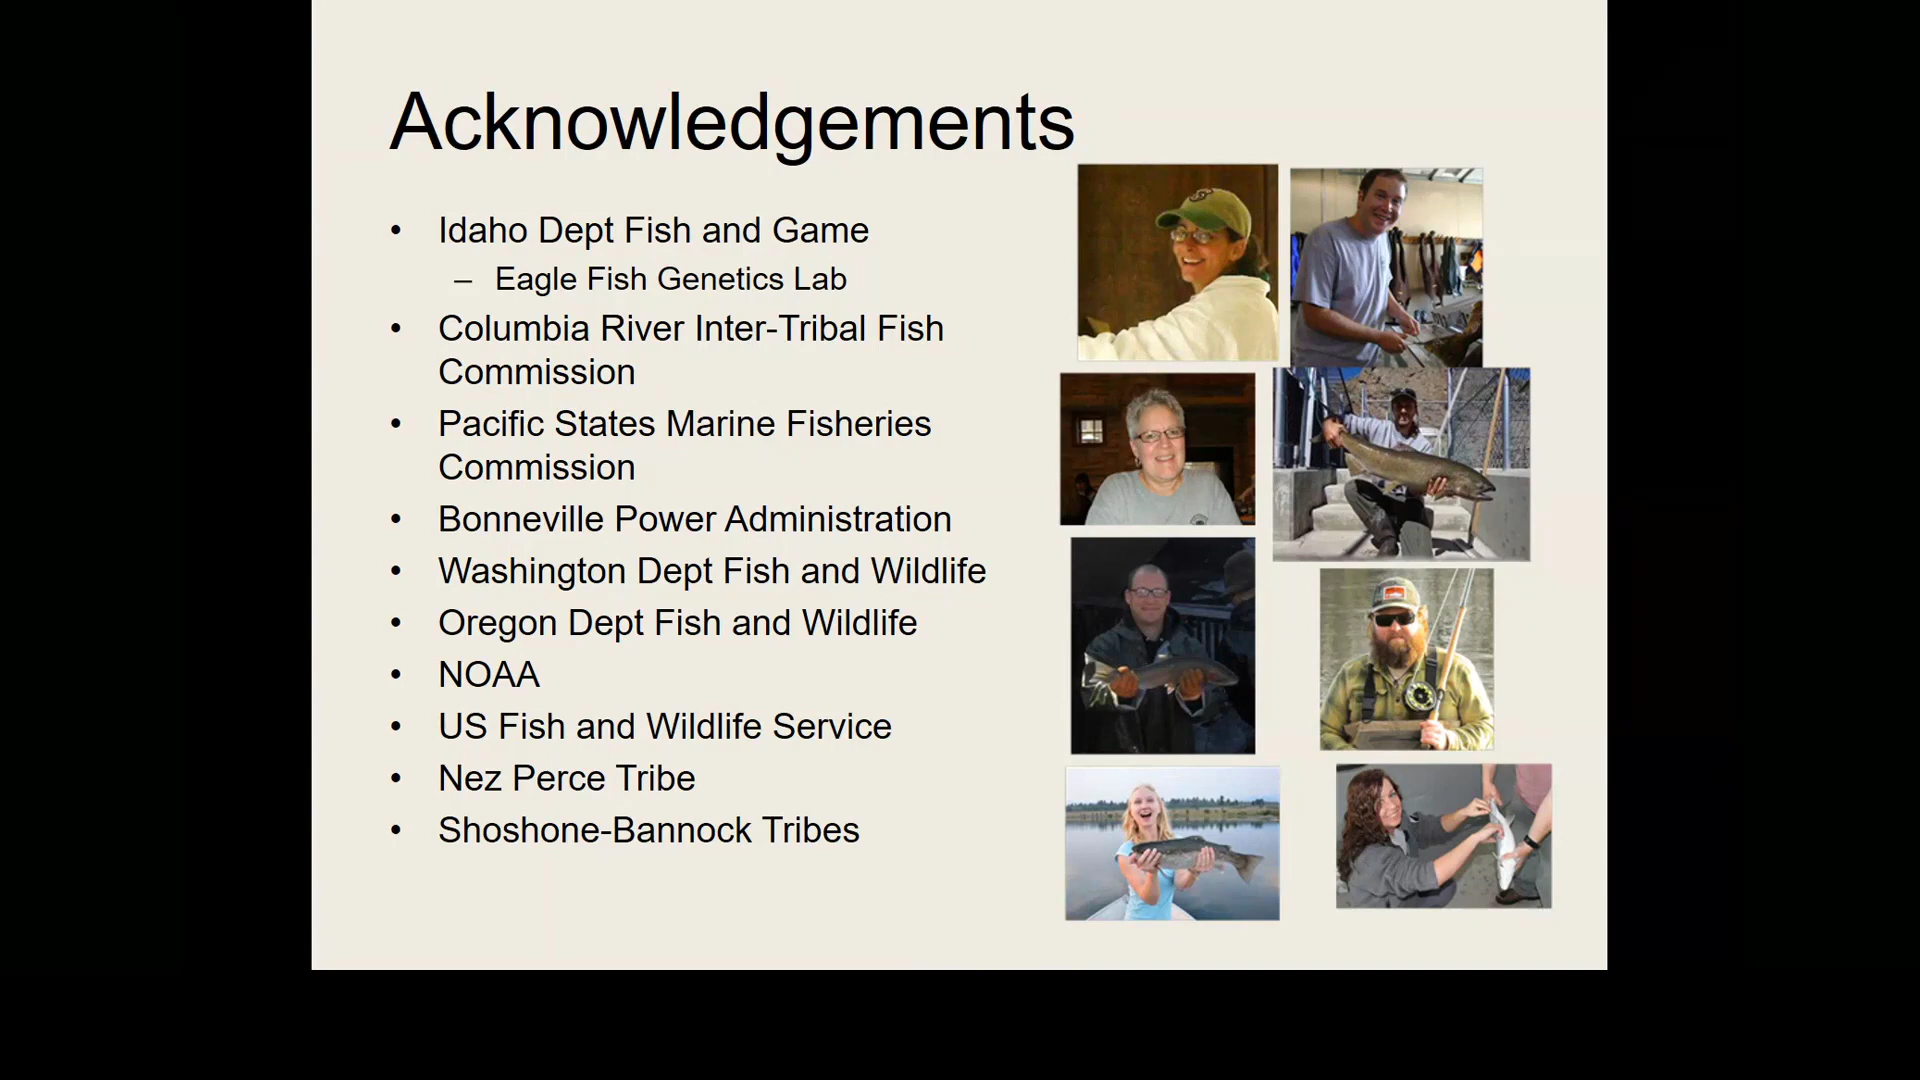 Acknowledgements
• Idaho Dept Fish and Game
– Eagle Fish Genetics Lab
• Columbia River Inter-Tribal Fish
Commission
• Pacific States Marine Fisheries
Commission
• Bonneville Power Administration
• Washington Dept Fish and Wildlife
• Oregon Dept Fish and Wildlife
• NOAA
• US Fish and Wildlife Service
• Nez Perce Tribe
• Shoshone-Bannock Tribes